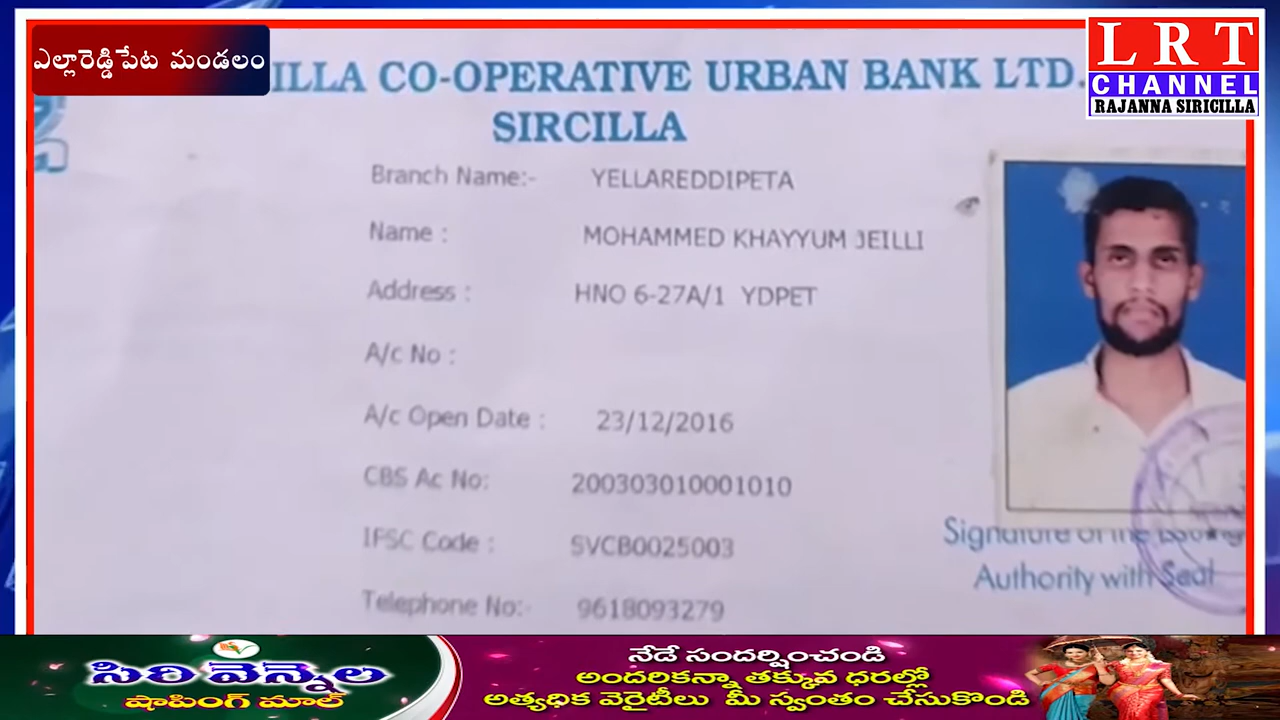 ఎల్లారెడ్డిపేట మండలం
LRT
CHANNEL
RAJANNA SIRICILLA
ILLA CO-OPERATIVE URBAN BANK LTD.
SIRCILLA
Branch Name:- YELLAREDDIPETA
Name : MOHAMMED KHAYYUM JEILLI
Address : HNO 6-27A/1 YDPET
A/c No :
A/c Open Date : 23/12/2016
CBS Ac No: 200303010001010
IFSC Code : SVCB0025003
Telephone No:- 9618093279
Signature of the
Authority with Seal
సిరి వెన్నెల
షాపింగ్ మాల్
నేడే సందర్షించండి
అందరికన్నా తక్కువ ధరల్లో
అత్యధిక వెరైటీలు మీ స్వంతం చేసుకొండి